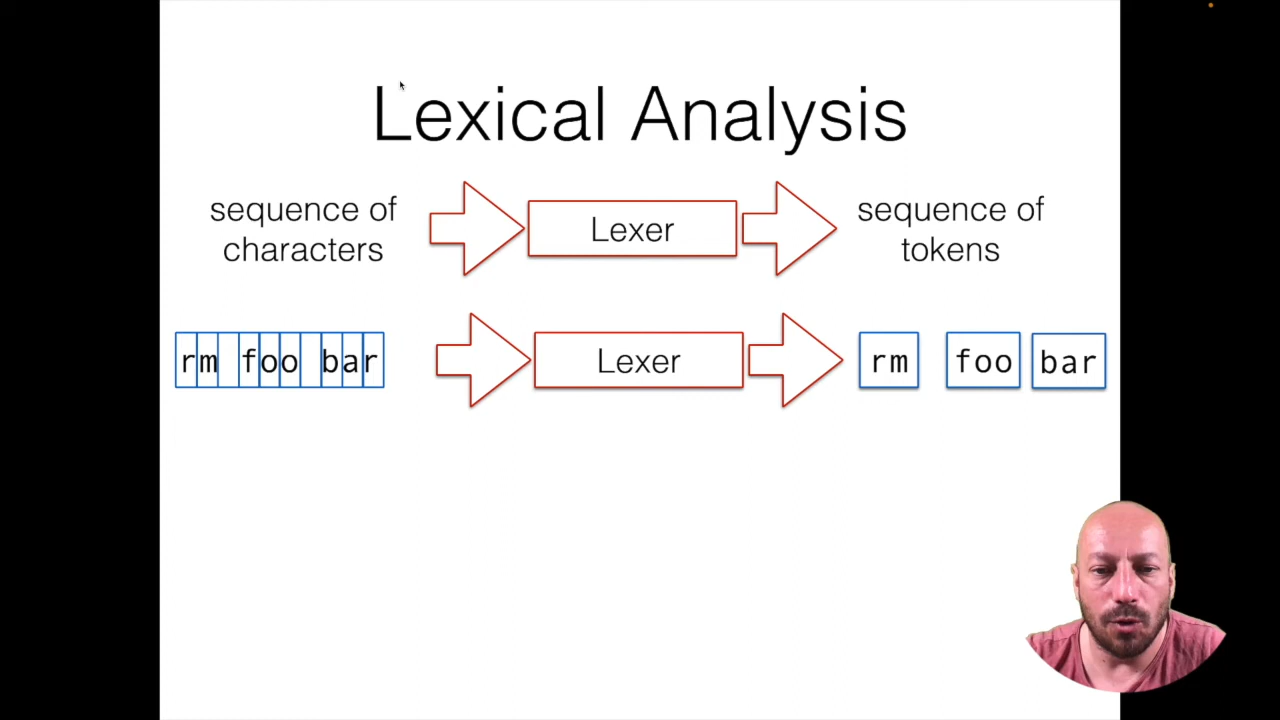 Lexical Analysis
sequence of
characters
Lexer
sequence of
tokens
rm foo bar
Lexer
rm foo bar